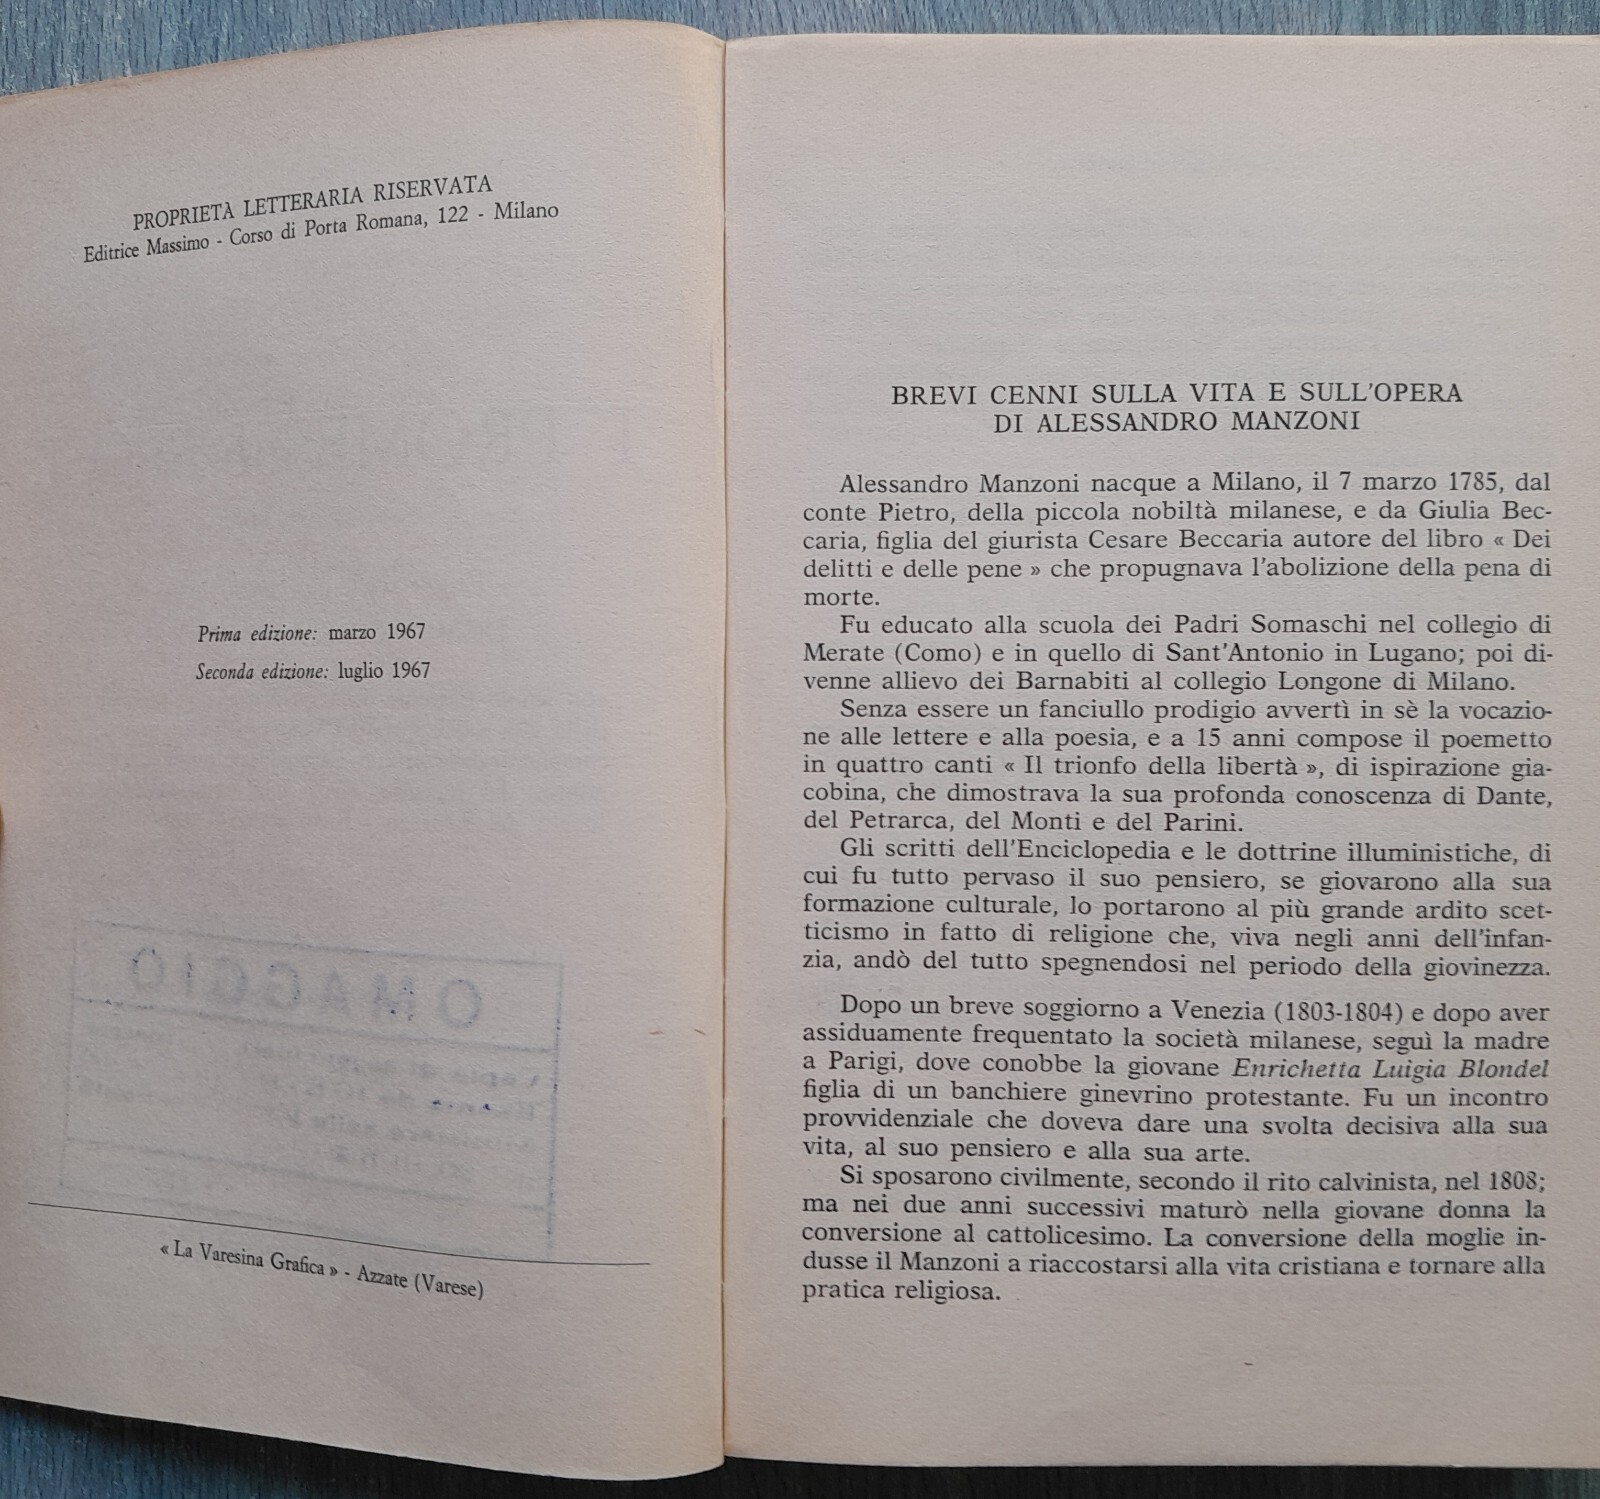 PROPRIETÀ LETTERARIA RISERVATA
Editrice Massimo - Corso di Porta Romana, 122 - Milano
Prima edizione: marzo 1967
Seconda edizione: luglio 1967
OMAGGIO
« La Varesina Grafica » - Azzate (Varese)
BREVI CENNI SULLA VITA E SULL'OPERA
DI ALESSANDRO MANZONI
Alessandro Manzoni nacque a Milano, il 7 marzo 1785, dal
conte Pietro, della piccola nobiltà milanese, e da Giulia Bec-
caria, figlia del giurista Cesare Beccaria autore del libro « Dei
delitti e delle pene » che propugnava l'abolizione della pena di
morte.
Fu educato alla scuola dei Padri Somaschi nel collegio di
Merate (Como) e in quello di Sant'Antonio in Lugano; poi di-
venne allievo dei Barnabiti al collegio Longone di Milano.
Senza essere un fanciullo prodigio avvertì in sè la vocazio-
ne alle lettere e alla poesia, e a 15 anni compose il poemetto
in quattro canti « Il trionfo della libertà », di ispirazione gia-
cobina, che dimostrava la sua profonda conoscenza di Dante,
del Petrarca, del Monti e del Parini.
Gli scritti dell'Enciclopedia e le dottrine illuministiche, di
cui fu tutto pervaso il suo pensiero, se giovarono alla sua
formazione culturale, lo portarono al più grande ardito scet-
ticismo in fatto di religione che, viva negli anni dell'infan-
zia, andò del tutto spegnendosi nel periodo della giovinezza.
Dopo un breve soggiorno a Venezia (1803-1804) e dopo aver
assiduamente frequentato la società milanese, seguì la madre
a Parigi, dove conobbe la giovane Enrichetta Luigia Blondel
figlia di un banchiere ginevrino protestante. Fu un incontro
provvidenziale che doveva dare una svolta decisiva alla sua
vita, al suo pensiero e alla sua arte.
Si sposarono civilmente, secondo il rito calvinista, nel 1808;
ma nei due anni successivi maturò nella giovane donna la
conversione al cattolicesimo. La conversione della moglie in-
dusse il Manzoni a riaccostarsi alla vita cristiana e tornare alla
pratica religiosa.